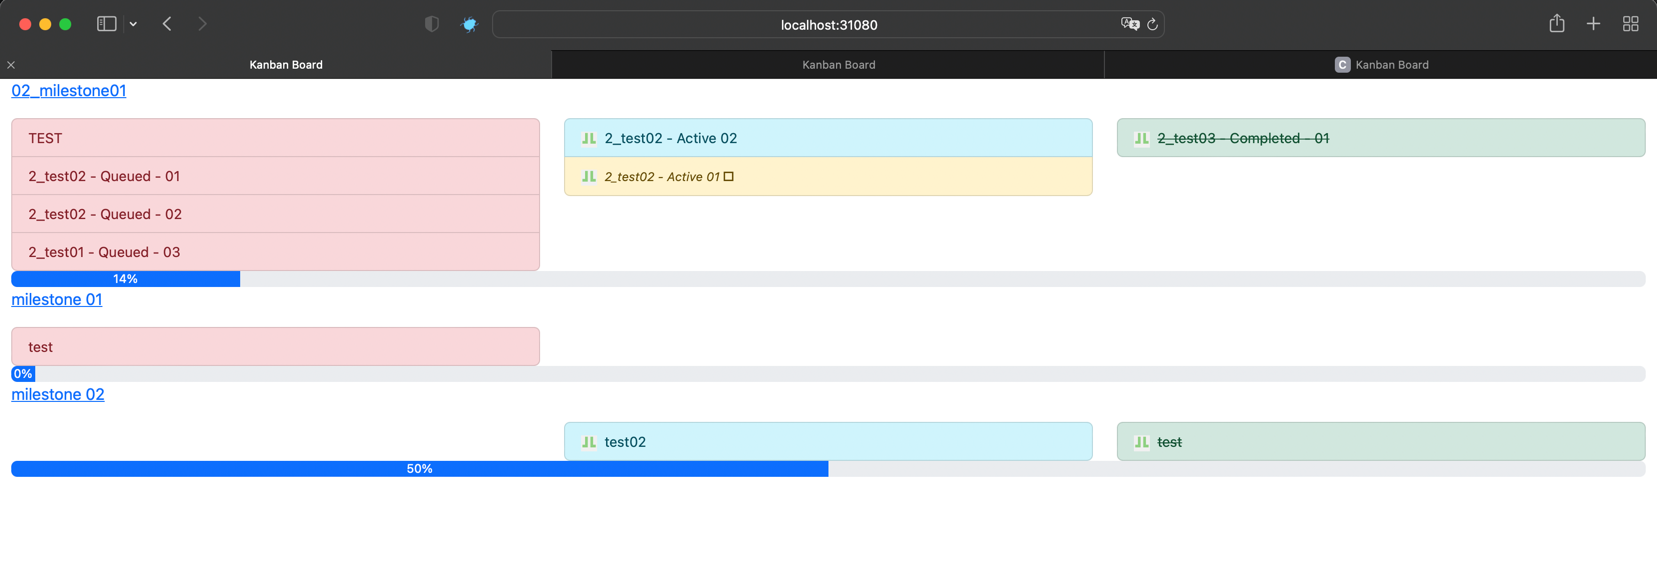 localhost:31080
Kanban Board
Kanban Board
C Kanban Board
02_milestone01
TEST
2_test02 - Queued - 01
2_test02 - Queued - 02
2_test01 - Queued - 03
2_test02 - Active 02
2_test02 - Active 01
2_test03 - Completed - 01
14%
milestone 01
test
0%
milestone 02
test02
test
50%